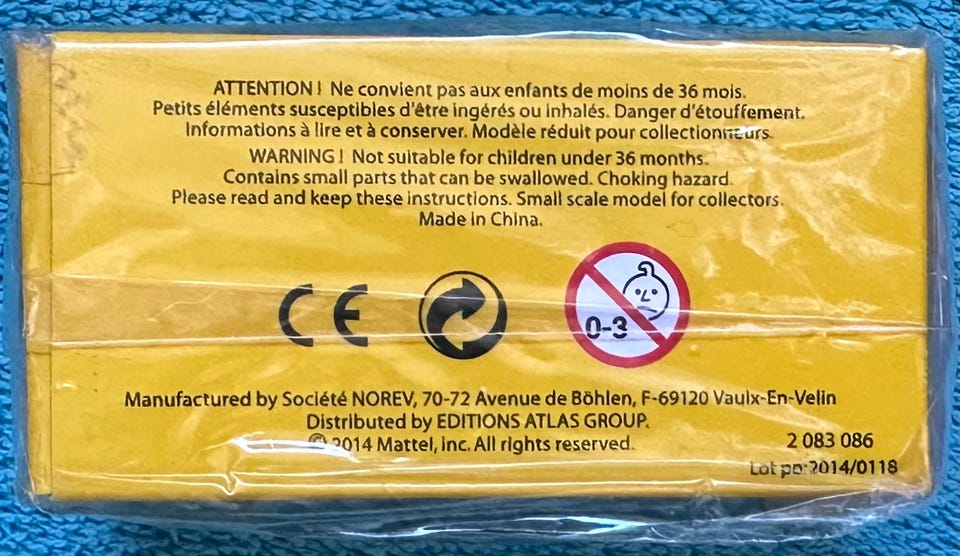 ATTENTION ! Ne convient pas aux enfants de moins de 36 mois.
Petits éléments susceptibles d'être ingérés ou inhalés. Danger d'étouffement.
Informations à lire et à conserver. Modèle réduit pour collectionneurs.
WARNING ! Not suitable for children under 36 months.
Contains small parts that can be swallowed. Choking hazard.
Please read and keep these instructions. Small scale model for collectors.
Made in China.
CE
0-3
Manufactured by Société NOREV, 70-72 Avenue de Böhlen, F-69120 Vaulx-En-Velin
Distributed by EDITIONS ATLAS GROUP.
© 2014 Mattel, Inc. All rights reserved.
2 083 086
Lot pp:2014/0118